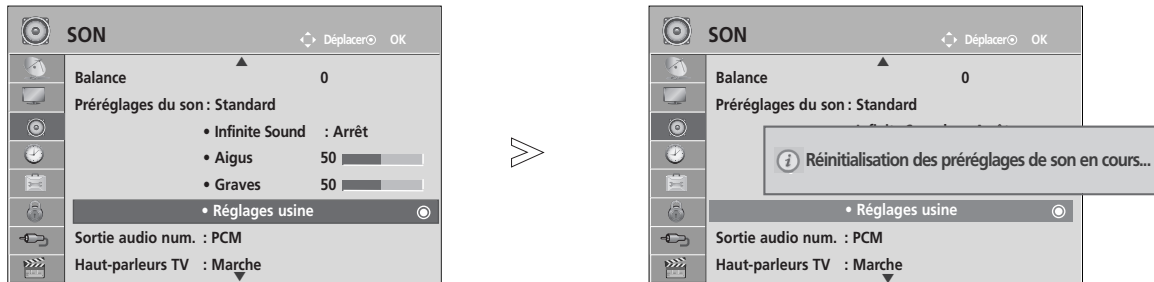 SON Déplacer OK
Balance 0
Préréglages du son : Standard
• Infinite Sound : Arrêt
• Aigus 50
• Graves 50
• Réglages usine
Sortie audio num. : PCM
Haut-parleurs TV : Marche
SON Déplacer OK
Balance 0
Préréglages du son : Standard
Réinitialisation des préréglages de son en cours...
• Réglages usine
Sortie audio num. : PCM
Haut-parleurs TV : Marche